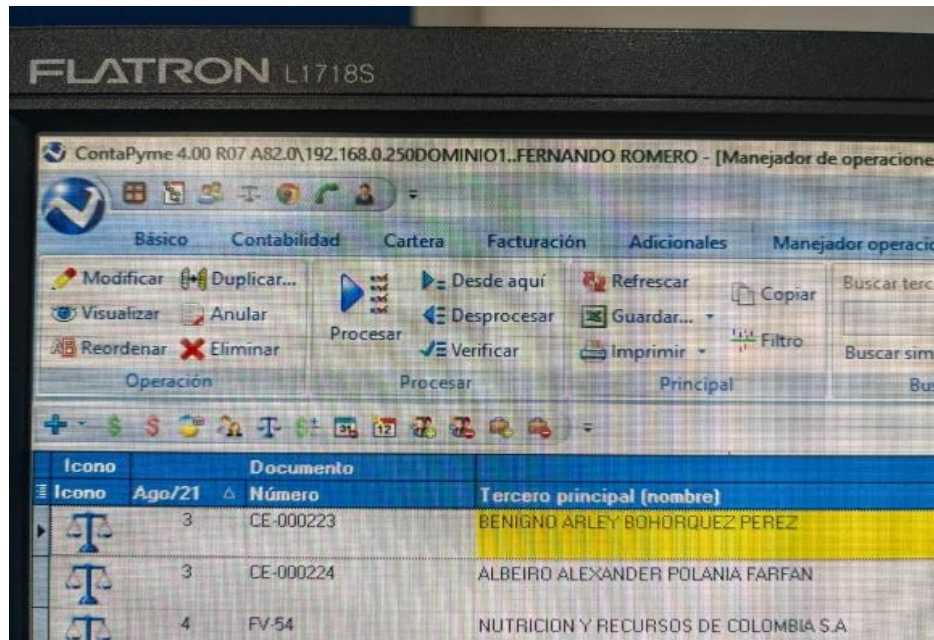 FLATRON L1718S
ContaPyme 4.00 R07 A82.0\192.168.0.250DOMINIO1..FERNANDO ROMERO - [Manejador de operacione
Básico Contabilidad Cartera Facturación Adicionales Manejador operacio
Modificar Duplicar... Desde aquí Refrescar Copiar Buscar terc
Visualizar Anular Procesar Desprocesar Guardar... Filtro
Reordenar Eliminar Verificar Imprimir Buscar sim
Operación Procesar Principal Bus
31 12
Icono Documento
Icono Ago/21 Número Tercero principal (nombre)
3 CE-000223 BENIGNO ARLEY BOHORQUEZ PEREZ
3 CE-000224 ALBEIRO ALEXANDER POLANIA FARFAN
4 FV-54 NUTRICION Y RECURSOS DE COLOMBIA S.A